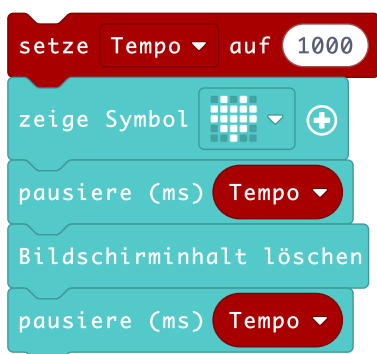 setze Tempo auf 1000
zeige Symbol
pausiere (ms) Tempo
Bildschirminhalt löschen
pausiere (ms) Tempo